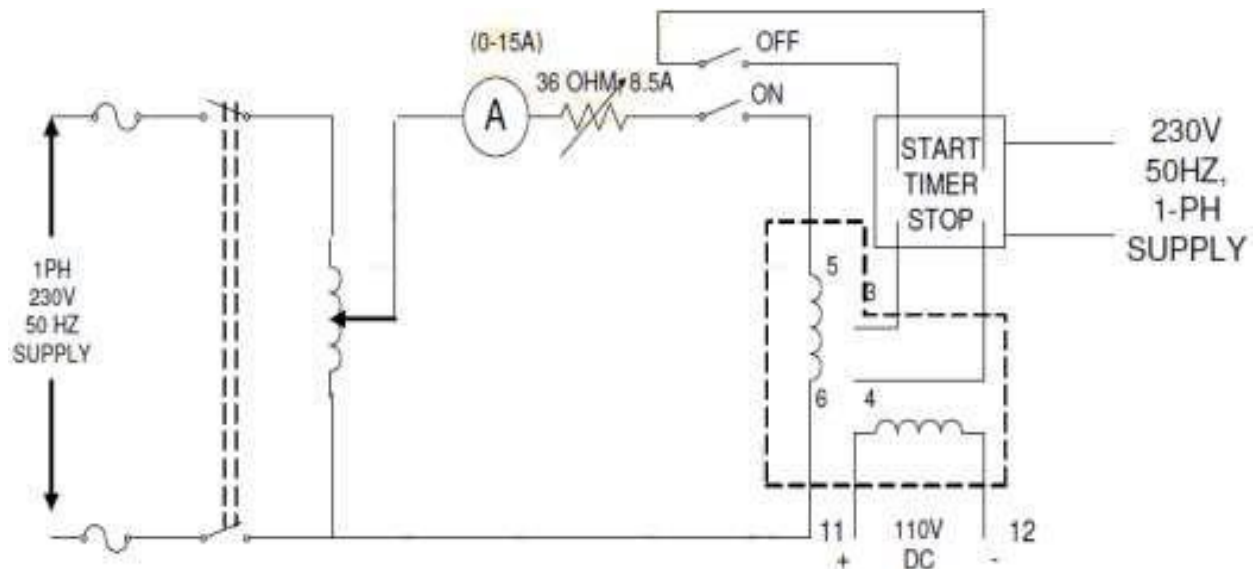 (0-15A)
OFF
36 OHM, 8.5A
ON
A
START
TIMER
STOP
230V
50HZ,
1-PH
SUPPLY
1PH
230V
50 HZ
SUPPLY
5
3
6
4
11
110V
12
+
DC
-